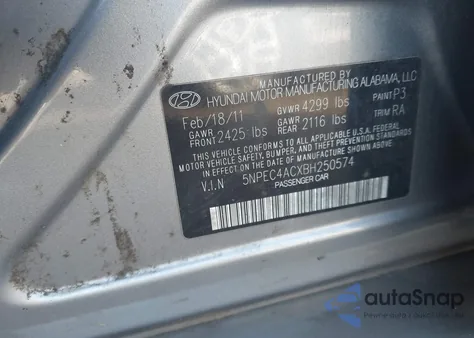 MANUFACTURED BY
HYUNDAI MOTOR MANUFACTURING ALABAMA, LLC
Feb/18/11 GVWR 4299 lbs PAINT P3
GAWR FRONT 2425 lbs GAWR REAR 2116 lbs TRIM RA
THIS VEHICLE CONFORMS TO ALL APPLICABLE U.S.A FEDERAL
MOTOR VEHICLE SAFETY, BUMPER, AND THEFT PREVENTION
STANDARDS IN EFFECT ON THE DATE OF MANUFACTURE SHOWN ABOVE.
V.I.N 5NPEC4ACXBH250574
PASSENGER CAR
autoSnap